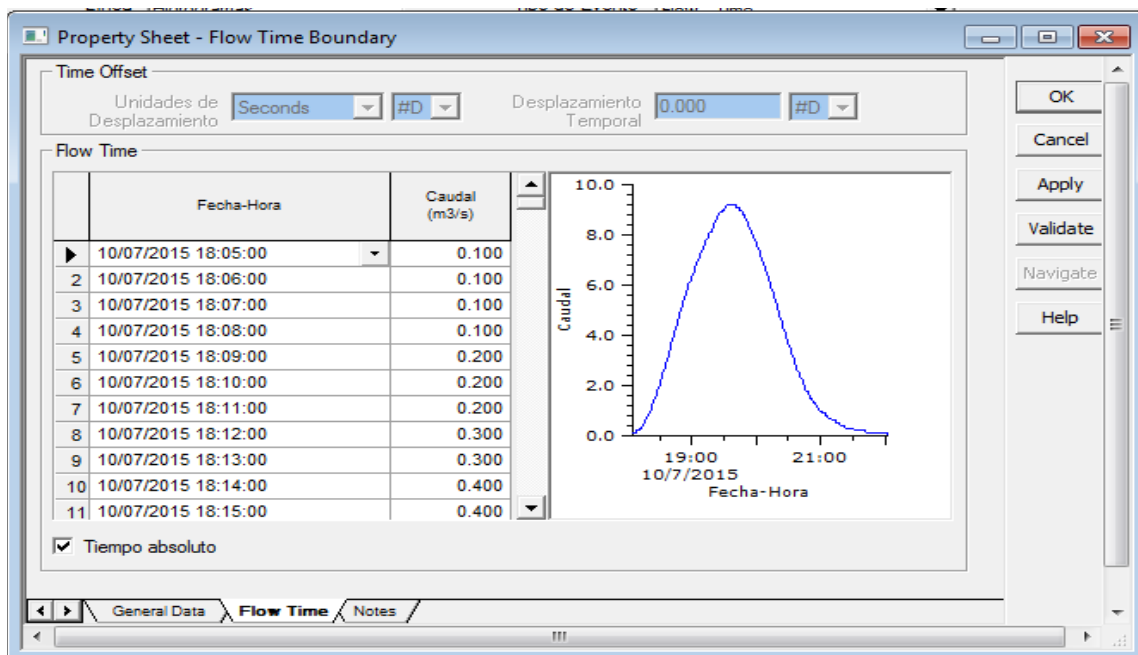 Property Sheet - Flow Time Boundary
Time Offset
Unidades de Desplazamiento Seconds #D Desplazamiento Temporal 0.000 #D
Flow Time
Fecha-Hora Caudal (m3/s)
10/07/2015 18:05:00 0.100
2 10/07/2015 18:06:00 0.100
3 10/07/2015 18:07:00 0.100
4 10/07/2015 18:08:00 0.100
5 10/07/2015 18:09:00 0.200
6 10/07/2015 18:10:00 0.200
7 10/07/2015 18:11:00 0.200
8 10/07/2015 18:12:00 0.300
9 10/07/2015 18:13:00 0.300
10 10/07/2015 18:14:00 0.400
11 10/07/2015 18:15:00 0.400
10.0
8.0
6.0
4.0
2.0
0.0
Caudal
19:00 21:00
10/7/2015
Fecha-Hora
Tiempo absoluto
General Data Flow Time Notes
OK
Cancel
Apply
Validate
Navigate
Help